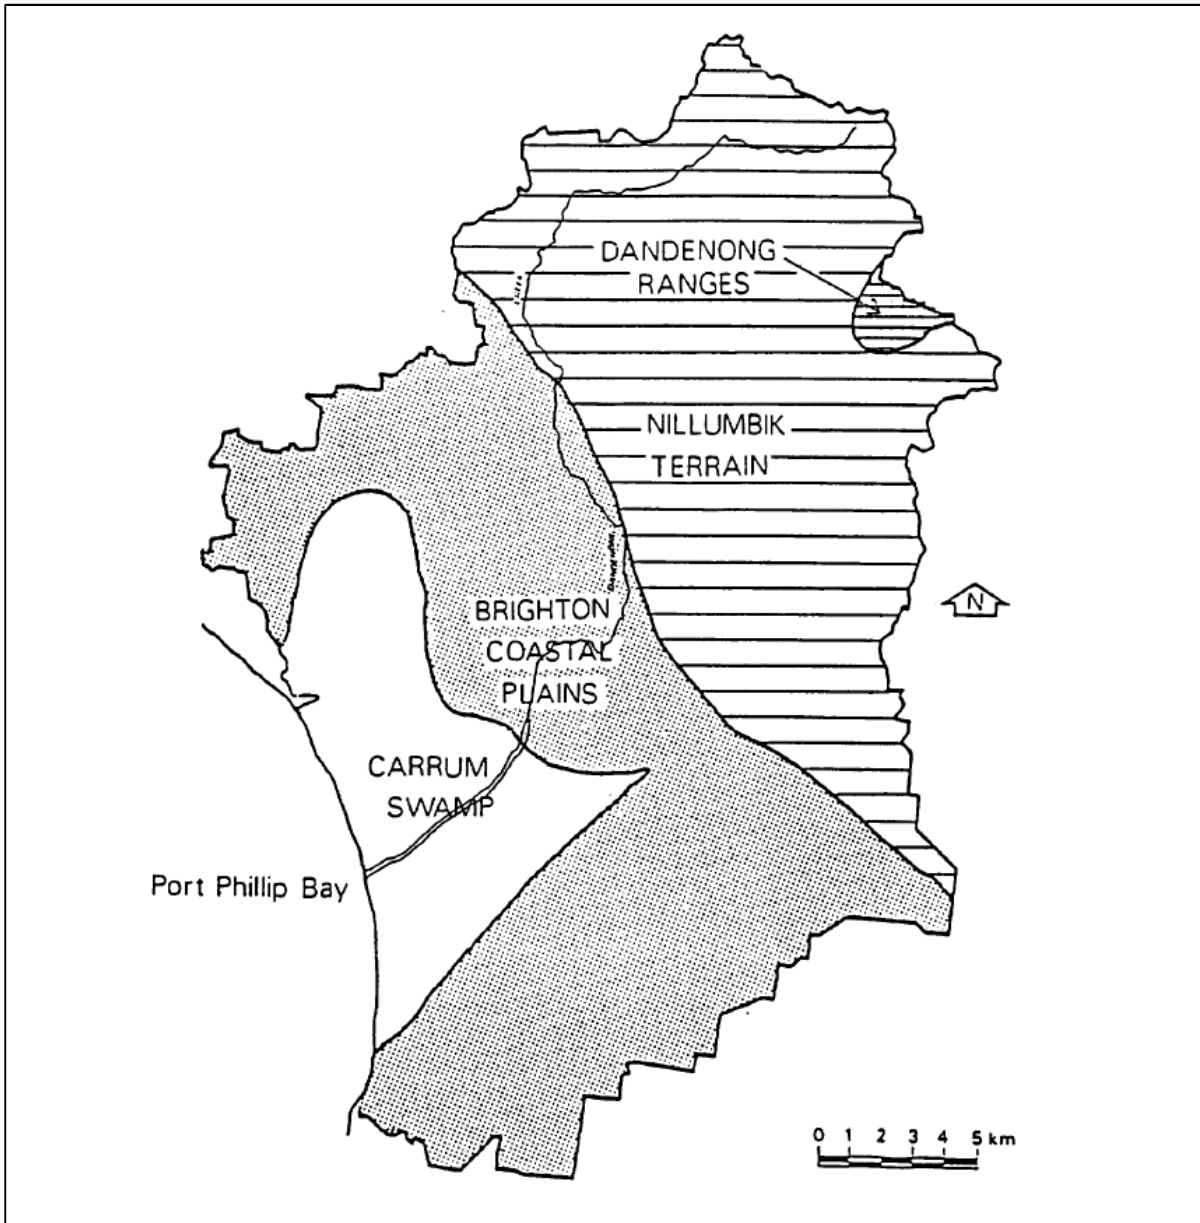 DANDENONG
RANGES
NILLUMBIK
TERRAIN
N
BRIGHTON
COASTAL
PLAINS
CARRUM
SWAMP
Port Phillip Bay
0 1 2 3 4 5 km